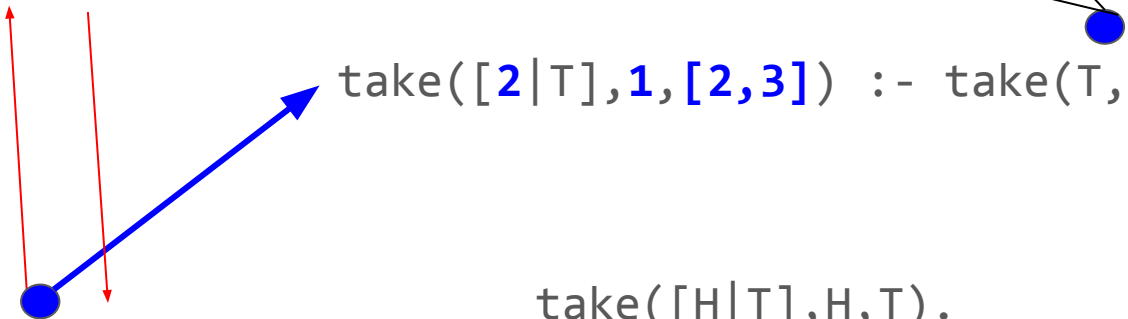 take([2|T],1,[2,3]) :- take(T,
take([H|T],H,T).